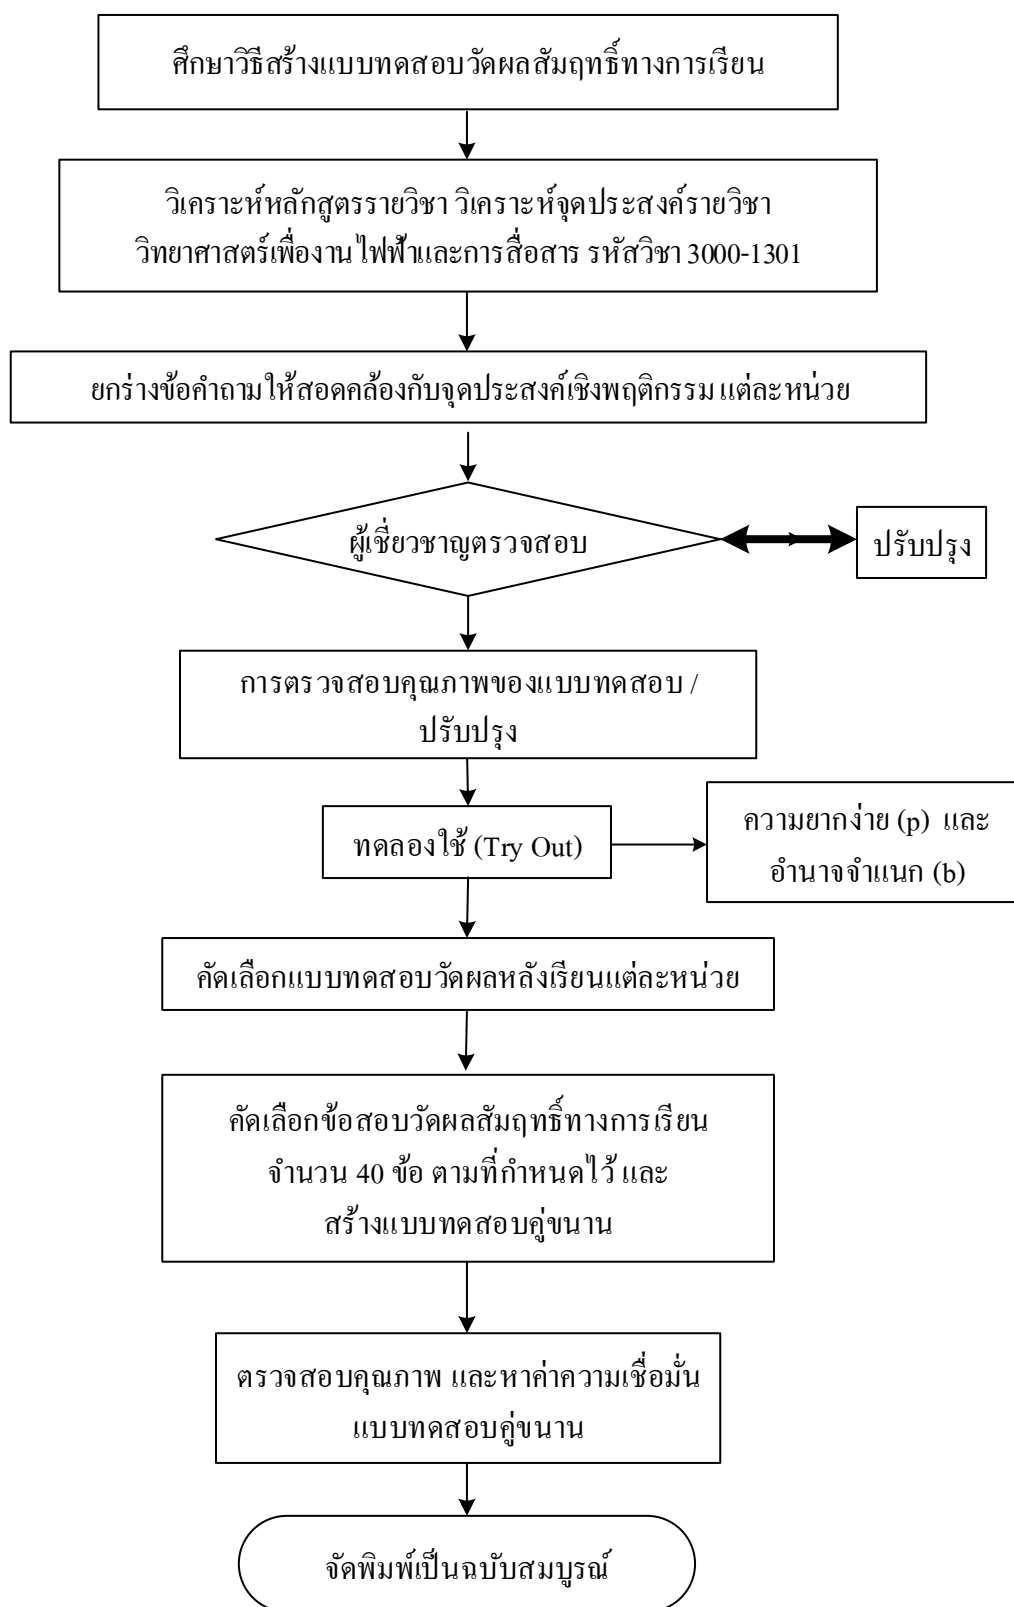 ศึกษาวิธีสร้างแบบทดสอบวัดผลสัมฤทธิ์ทางการเรียน
วิเคราะห์หลักสูตรรายวิชา วิเคราะห์จุดประสงค์รายวิชา
วิทยาศาสตร์เพื่องานไฟฟ้าและการสื่อสาร รหัสวิชา 3000-1301
ยกร่างข้อคำถามให้สอดคล้องกับจุดประสงค์เชิงพฤติกรรม แต่ละหน่วย
ผู้เชี่ยวชาญตรวจสอบ
ปรับปรุง
การตรวจสอบคุณภาพของแบบทดสอบ /
ปรับปรุง
ทดลองใช้ (Try Out)
ความยากง่าย (p) และ
อำนาจจำแนก (b)
คัดเลือกแบบทดสอบวัดผลหลังเรียนแต่ละหน่วย
คัดเลือกข้อสอบวัดผลสัมฤทธิ์ทางการเรียน
จำนวน 40 ข้อ ตามที่กำหนดไว้ และ
สร้างแบบทดสอบคู่ขนาน
ตรวจสอบคุณภาพ และหาค่าความเชื่อมั่น
แบบทดสอบคู่ขนาน
จัดพิมพ์เป็นฉบับสมบูรณ์